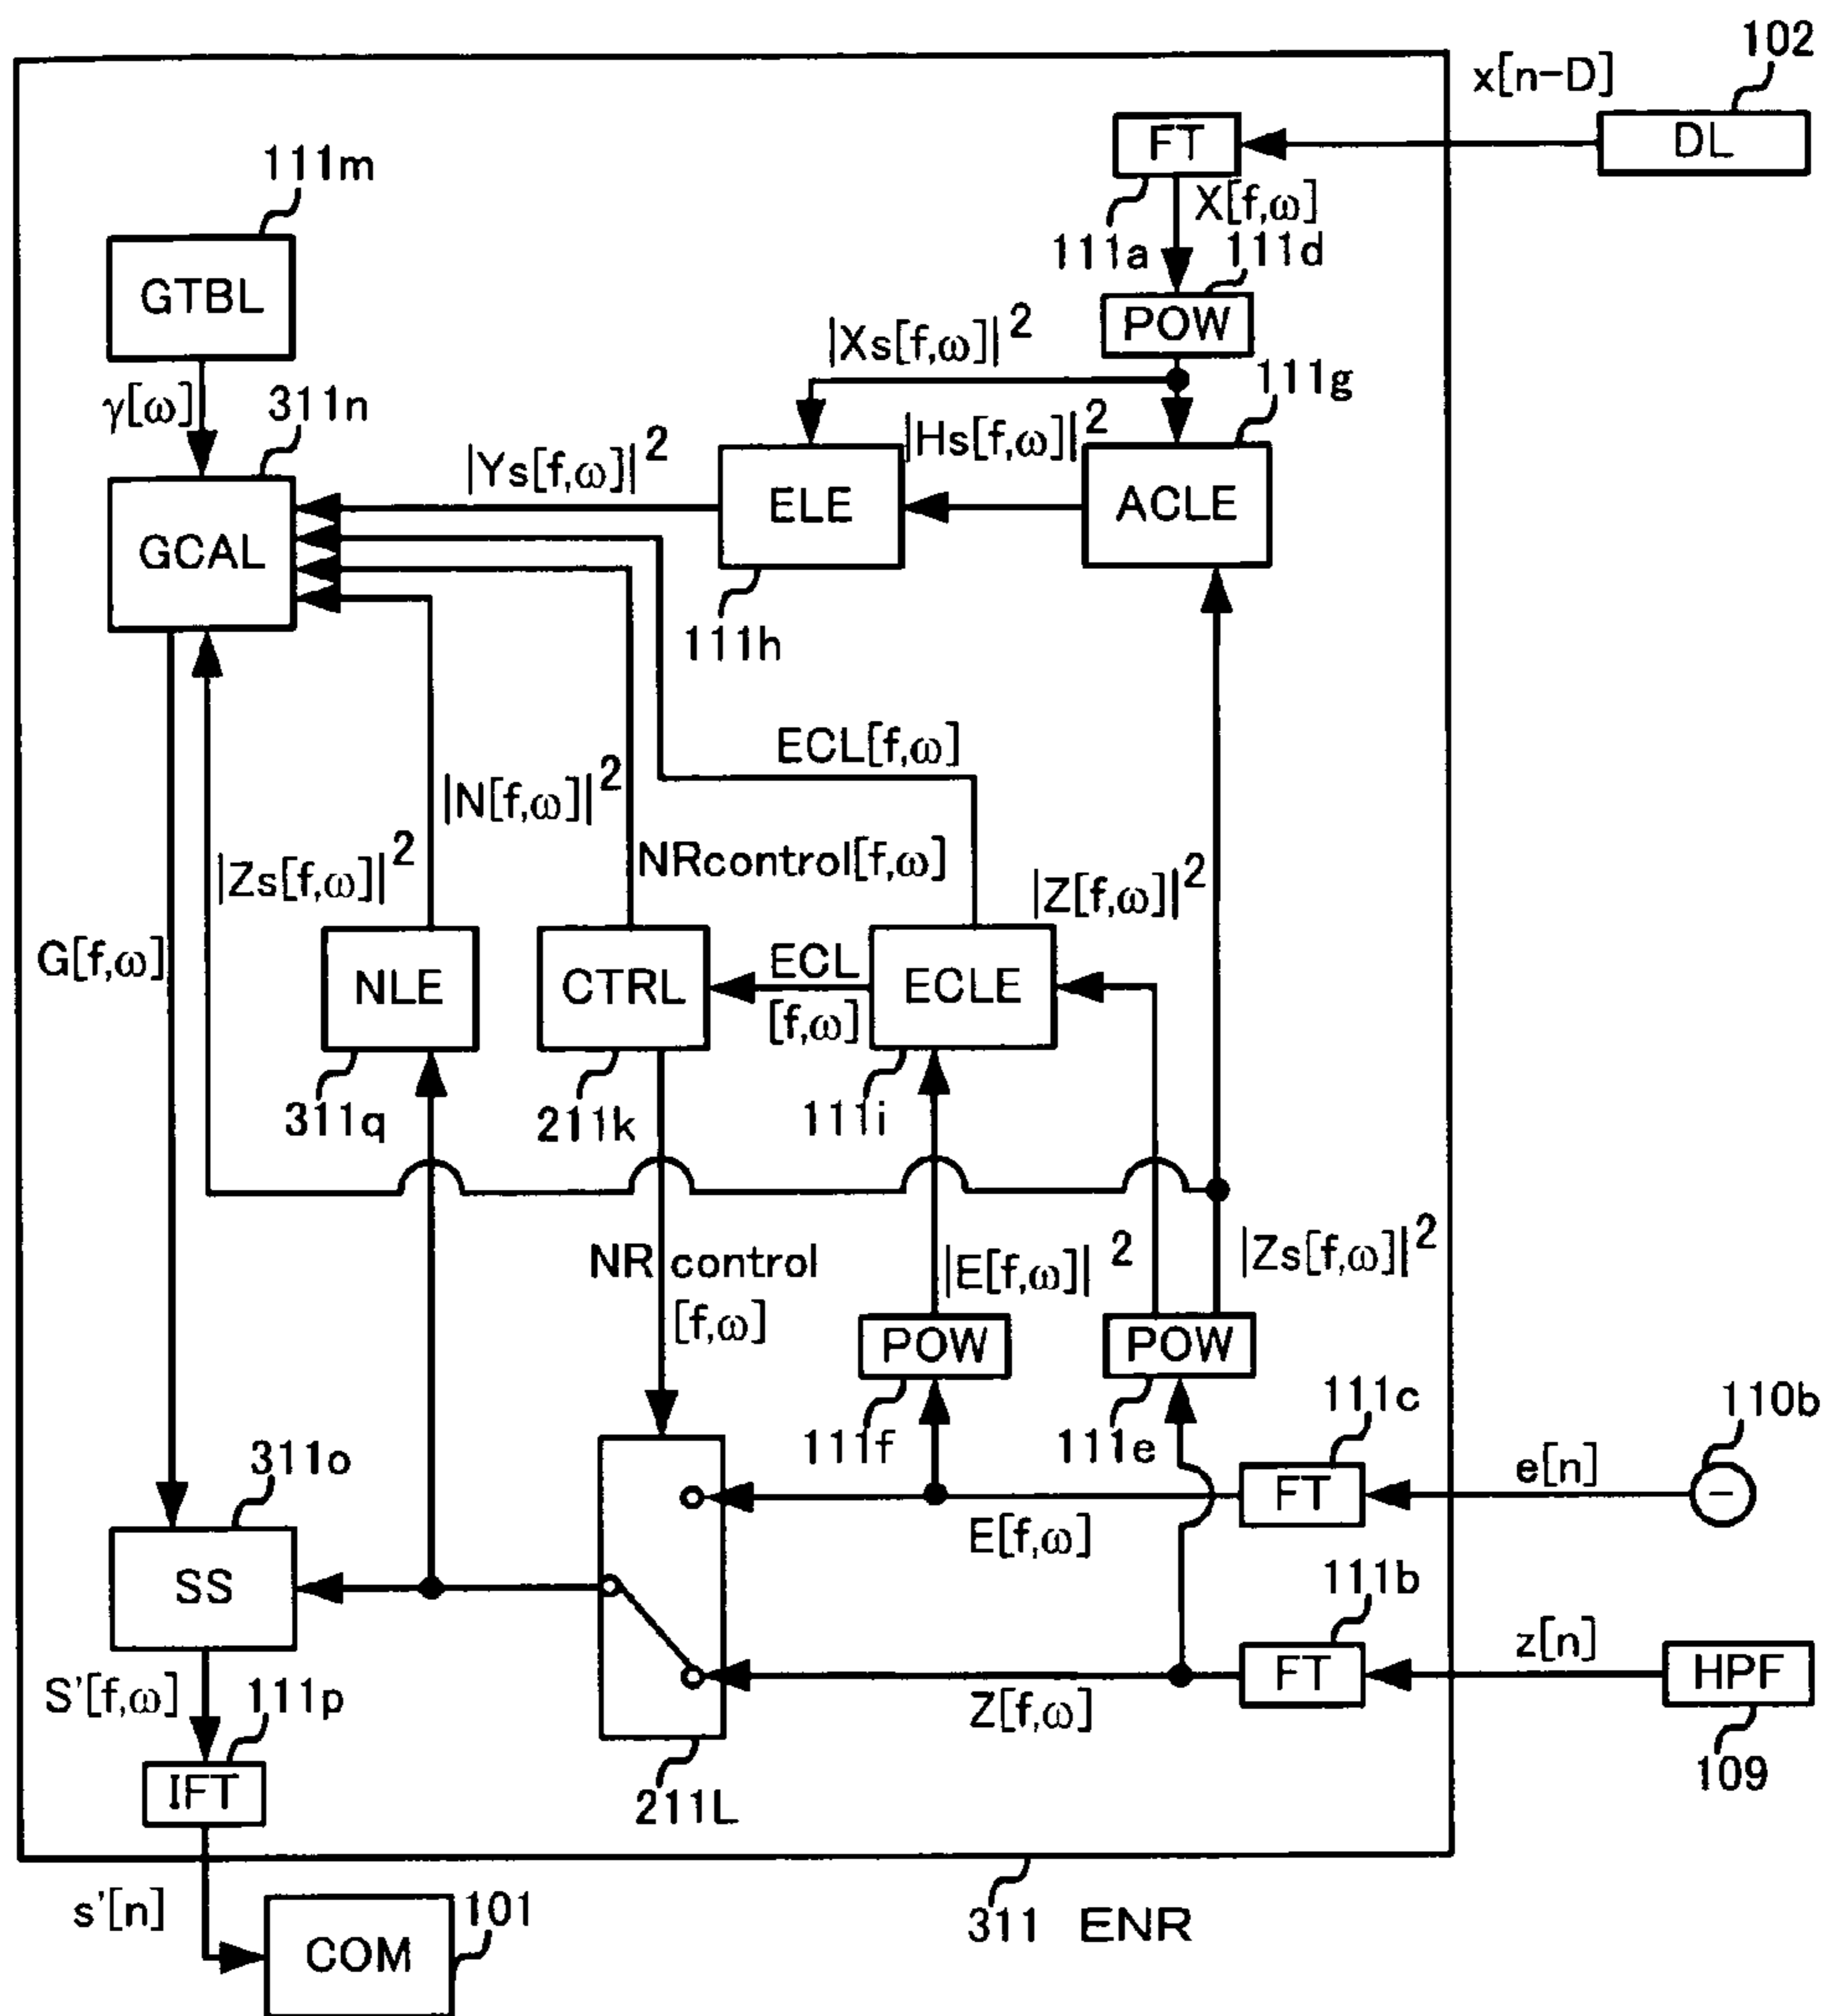 102
x[n-D]
DL
FT
111m
X[f,ω]
111a
111d
GTBL
POW
|Xs[f,ω]|2
111g
γ[ω]
311n
|Hs[f,ω]|2
|Ys[f,ω]|2
ELE
ACLE
GCAL
111h
ECL[f,ω]
|N[f,ω]|2
|Zs[f,ω]|2
NRcontrol[f,ω]
|Z[f,ω]|2
G[f,ω]
NLE
CTRL
ECL
[f,ω]
ECLE
311q
211k
111i
NR control
[f,ω]
|E[f,ω]|2
|Zs[f,ω]|2
POW
POW
111c
110b
111f
111e
311o
e[n]
FT
-
E[f,ω]
SS
111b
z[n]
S'[f,ω]
111p
FT
HPF
Z[f,ω]
109
IFT
211L
s'[n]
101
311 ENR
COM